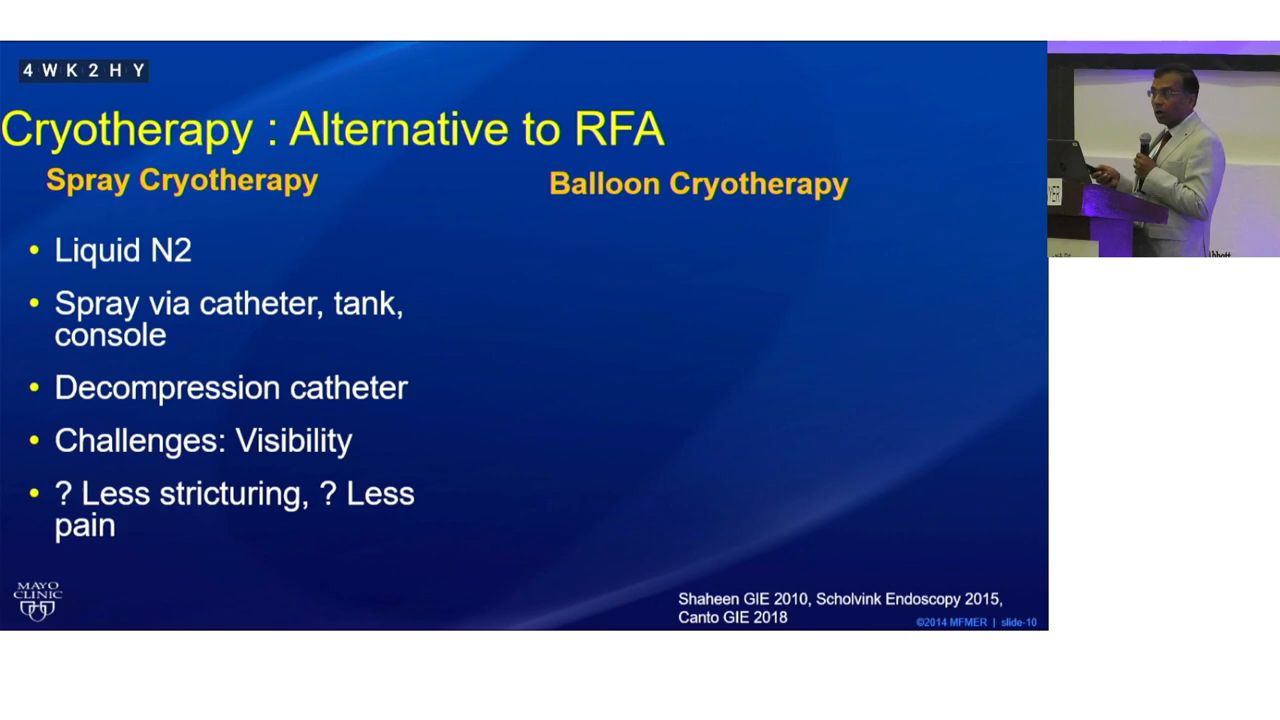 4WK2HY
Cryotherapy : Alternative to RFA
Spray Cryotherapy
Balloon Cryotherapy
• Liquid N2
• Spray via catheter, tank,
console
• Decompression catheter
• Challenges: Visibility
• ? Less stricturing, ? Less
pain
MAYO
CLINIC
Shaheen GIE 2010, Scholvink Endoscopy 2015,
Canto GIE 2018
©2014 MFMER | slide-10
YER